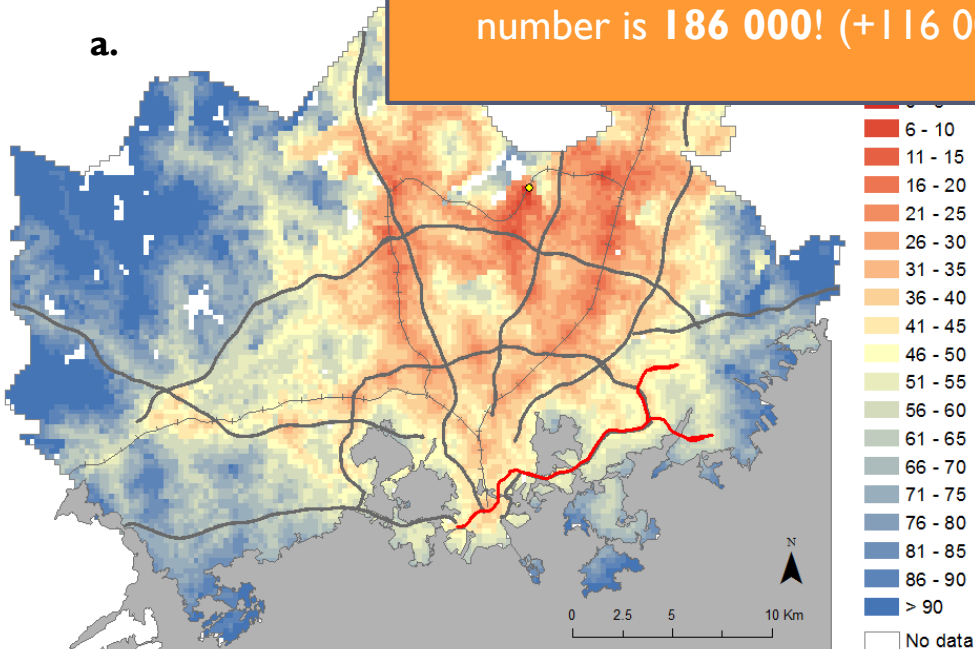 number is 186 000! (+116 0
a.
6 - 10
11 - 15
16 - 20
21 - 25
26 - 30
31 - 35
36 - 40
41 - 45
46 - 50
51 - 55
56 - 60
61 - 65
66 - 70
71 - 75
76 - 80
81 - 85
86 - 90
> 90
No data
N
0 2.5 5 10 Km